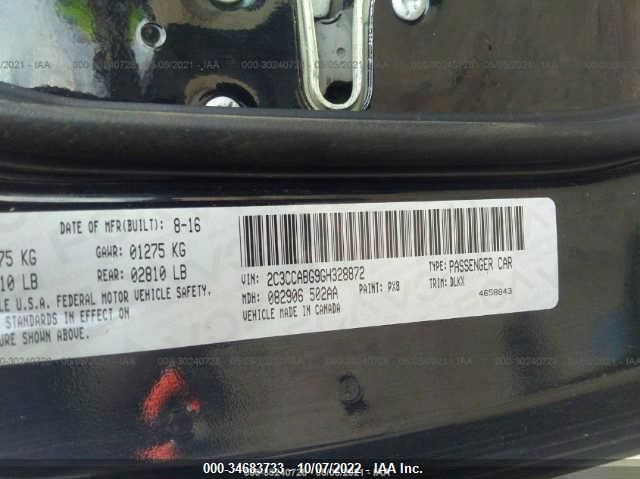 DATE OF MFR(BUILT): 8-16
75 KG GAWR: 01275 KG
10 LB REAR: 02810 LB
LE U.S.A. FEDERAL MOTOR VEHICLE SAFETY,
STANDARDS IN EFFECT ON
URE SHOWN ABOVE.
VIN: 2C3CCABG9GH328872 TYPE: PASSENGER CAR
MDH: 082906 502AA PAINT: PX8 TRIM: DLKX
VEHICLE MADE IN CANADA 4658843
000-34683733 - 10/07/2022 - IAA Inc.